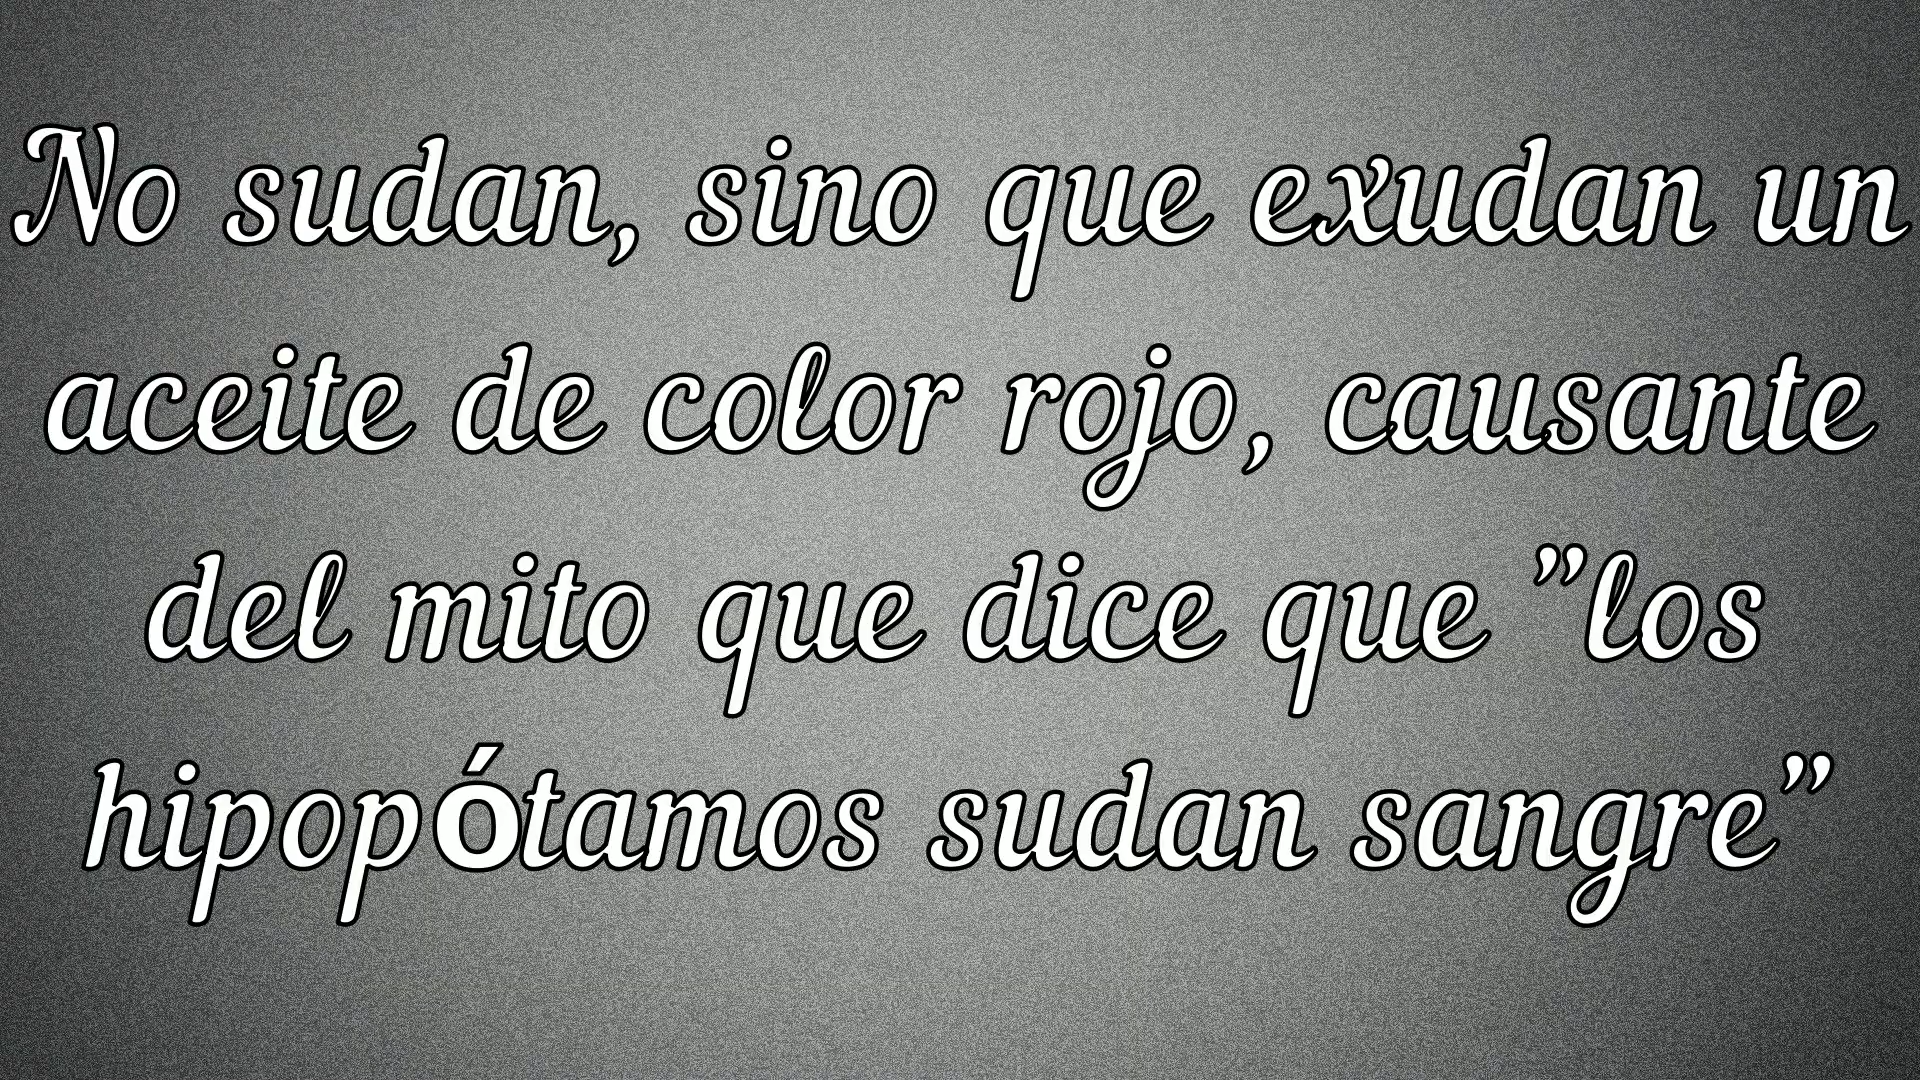 No sudan, sino que exudan un
aceite de color rojo, causante
del mito que dice que ”los
hipopótamos sudan sangre”